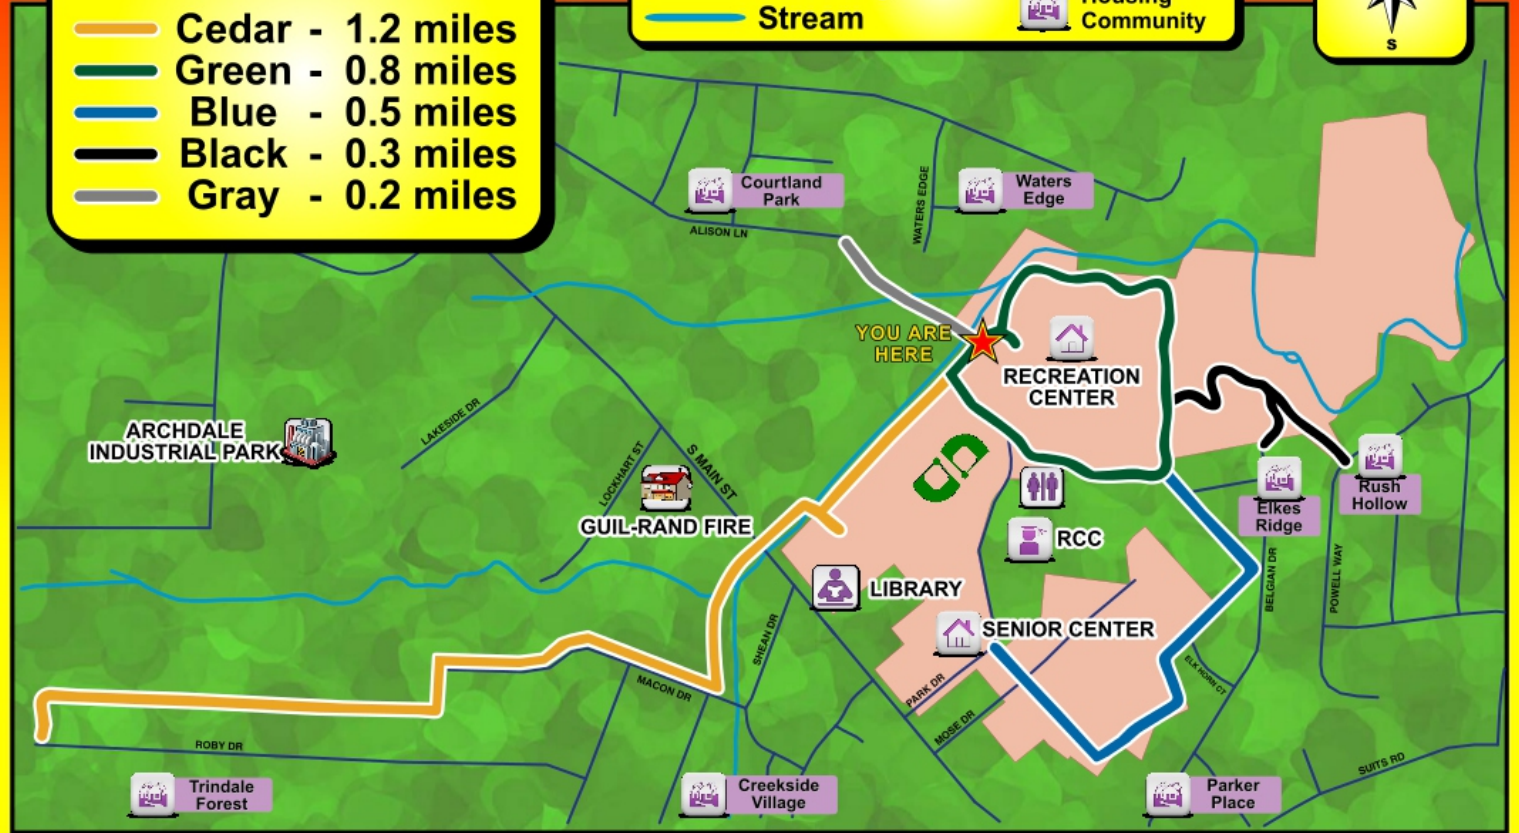 Cedar - 1.2 miles
Green - 0.8 miles
Blue - 0.5 miles
Black - 0.3 miles
Gray - 0.2 miles
Stream
Housing
Community
S
Courtland
Park
ALISON LN
WATERS EDGE
Waters
Edge
YOU ARE
HERE
RECREATION
CENTER
ARCHDALE
INDUSTRIAL PARK
LAKESIDE DR
LOCKHART ST
S MAIN ST
GUIL-RAND FIRE
Elkes
Ridge
Rush
Hollow
RCC
LIBRARY
BELGIAN DR
POWELL WAY
SENIOR CENTER
SHEAN DR
MACON DR
PARK DR
MOSE DR
ELK HORN CT
ROBY DR
SUITS RD
Trindale
Forest
Creekside
Village
Parker
Place